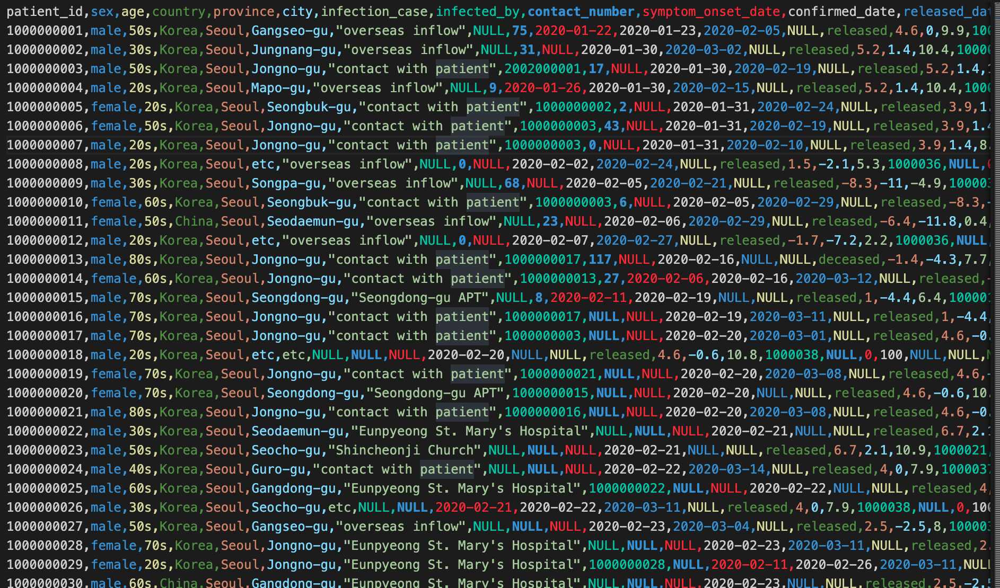 patient_id,sex,age,country,province,city,infection_case,infected_by,contact_number,symptom_onset_date,confirmed_date,released_dat
1000000001,male,50s,Korea,Seoul,Gangseo-gu,"overseas inflow",NULL,75,2020-01-22,2020-01-23,2020-02-05,NULL,released,4.6,0,9.9,100
1000000002,male,30s,Korea,Seoul,Jungnang-gu,"overseas inflow",NULL,31,NULL,2020-01-30,2020-03-02,NULL,released,5.2,1.4,10.4,10000
1000000003,male,50s,Korea,Seoul,Jongno-gu,"contact with patient",2002000001,17,NULL,2020-01-30,2020-02-19,NULL,released,5.2,1.4,1
1000000004,male,20s,Korea,Seoul,Mapo-gu,"overseas inflow",NULL,9,2020-01-26,2020-01-30,2020-02-15,NULL,released,5.2,1.4,10.4,1000
1000000005,female,20s,Korea,Seoul,Seongbuk-gu,"contact with patient",1000000002,2,NULL,2020-01-31,2020-02-24,NULL,released,3.9,1.
1000000006,female,50s,Korea,Seoul,Jongno-gu,"contact with patient",1000000003,43,NULL,2020-01-31,2020-02-19,NULL,released,3.9,1.4
1000000007,male,20s,Korea,Seoul,Jongno-gu,"contact with patient",1000000003,0,NULL,2020-01-31,2020-02-10,NULL,released,3.9,1.4,8.
1000000008,male,20s,Korea,Seoul,etc,"overseas inflow",NULL,0,NULL,2020-02-02,2020-02-24,NULL,released,1.5,-2.1,5.3,1000036,NULL,0
1000000009,male,30s,Korea,Seoul,Songpa-gu,"overseas inflow",NULL,68,NULL,2020-02-05,2020-02-21,NULL,released,-8.3,-11,-4.9,100003
1000000010,female,60s,Korea,Seoul,Seongbuk-gu,"contact with patient",1000000003,6,NULL,2020-02-05,2020-02-29,NULL,released,-8.3,-
1000000011,female,50s,China,Seoul,Seodaemun-gu,"overseas inflow",NULL,23,NULL,2020-02-06,2020-02-29,NULL,released,-6.4,-11.8,0.4,
1000000012,male,20s,Korea,Seoul,etc,"overseas inflow",NULL,0,NULL,2020-02-07,2020-02-27,NULL,released,-1.7,-7.2,2.2,1000036,NULL,
1000000013,male,80s,Korea,Seoul,Jongno-gu,"contact with patient",1000000017,117,NULL,2020-02-16,NULL,NULL,deceased,-1.4,-4.3,7.7,
1000000014,female,60s,Korea,Seoul,Jongno-gu,"contact with patient",1000000013,27,2020-02-06,2020-02-16,2020-03-12,NULL,released,-
1000000015,male,70s,Korea,Seoul,Seongdong-gu,"Seongdong-gu APT",NULL,8,2020-02-11,2020-02-19,NULL,NULL,released,1,-4.4,6.4,100001
1000000016,male,70s,Korea,Seoul,Jongno-gu,"contact with patient",1000000017,NULL,NULL,2020-02-19,2020-03-11,NULL,released,1,-4.4,
1000000017,male,70s,Korea,Seoul,Jongno-gu,"contact with patient",1000000003,NULL,NULL,2020-02-20,2020-03-01,NULL,released,4.6,-0.
1000000018,male,20s,Korea,Seoul,etc,etc,NULL,NULL,NULL,2020-02-20,NULL,NULL,released,4.6,-0.6,10.8,1000038,NULL,0,100,NULL,NULL,N
1000000019,female,70s,Korea,Seoul,Jongno-gu,"contact with patient",1000000021,NULL,NULL,2020-02-20,2020-03-08,NULL,released,4.6,-
1000000020,female,70s,Korea,Seoul,Seongdong-gu,"Seongdong-gu APT",1000000015,NULL,NULL,2020-02-20,NULL,NULL,released,4.6,-0.6,10.
1000000021,male,80s,Korea,Seoul,Jongno-gu,"contact with patient",1000000016,NULL,NULL,2020-02-20,2020-03-08,NULL,released,4.6,-0.
1000000022,male,30s,Korea,Seoul,Seodaemun-gu,"Eunpyeong St. Mary's Hospital",NULL,NULL,NULL,2020-02-21,NULL,NULL,released,6.7,2.1
1000000023,male,50s,Korea,Seoul,Seocho-gu,"Shincheonji Church",NULL,NULL,NULL,2020-02-21,NULL,NULL,released,6.7,2.1,10.9,1000021,
1000000024,male,40s,Korea,Seoul,Guro-gu,"contact with patient",NULL,NULL,NULL,2020-02-22,2020-03-14,NULL,released,4,0,7.9,1000037
1000000025,male,60s,Korea,Seoul,Gangdong-gu,"Eunpyeong St. Mary's Hospital",1000000022,NULL,NULL,2020-02-22,NULL,NULL,released,4,
1000000026,male,30s,Korea,Seoul,Seocho-gu,etc,NULL,NULL,2020-02-21,2020-02-22,2020-03-11,NULL,released,4,0,7.9,1000038,NULL,0,100
1000000027,male,50s,Korea,Seoul,Gangseo-gu,"overseas inflow",NULL,NULL,NULL,2020-02-23,2020-03-04,NULL,released,2.5,-2.5,8,100003
1000000028,female,70s,Korea,Seoul,Jongno-gu,"Eunpyeong St. Mary's Hospital",NULL,NULL,NULL,2020-02-23,2020-03-11,NULL,released,2.
1000000029,female,20s,Korea,Seoul,Jongno-gu,"Eunpyeong St. Mary's Hospital",1000000028,NULL,2020-02-11,2020-02-26,2020-03-11,NULL
1000000030,male,60s,China,Seoul,Gangdong-gu,"Eunpyeong St. Mary's Hospital",NULL,NULL,NULL,2020-02-23,NULL,NULL,released,2.5,-2.5